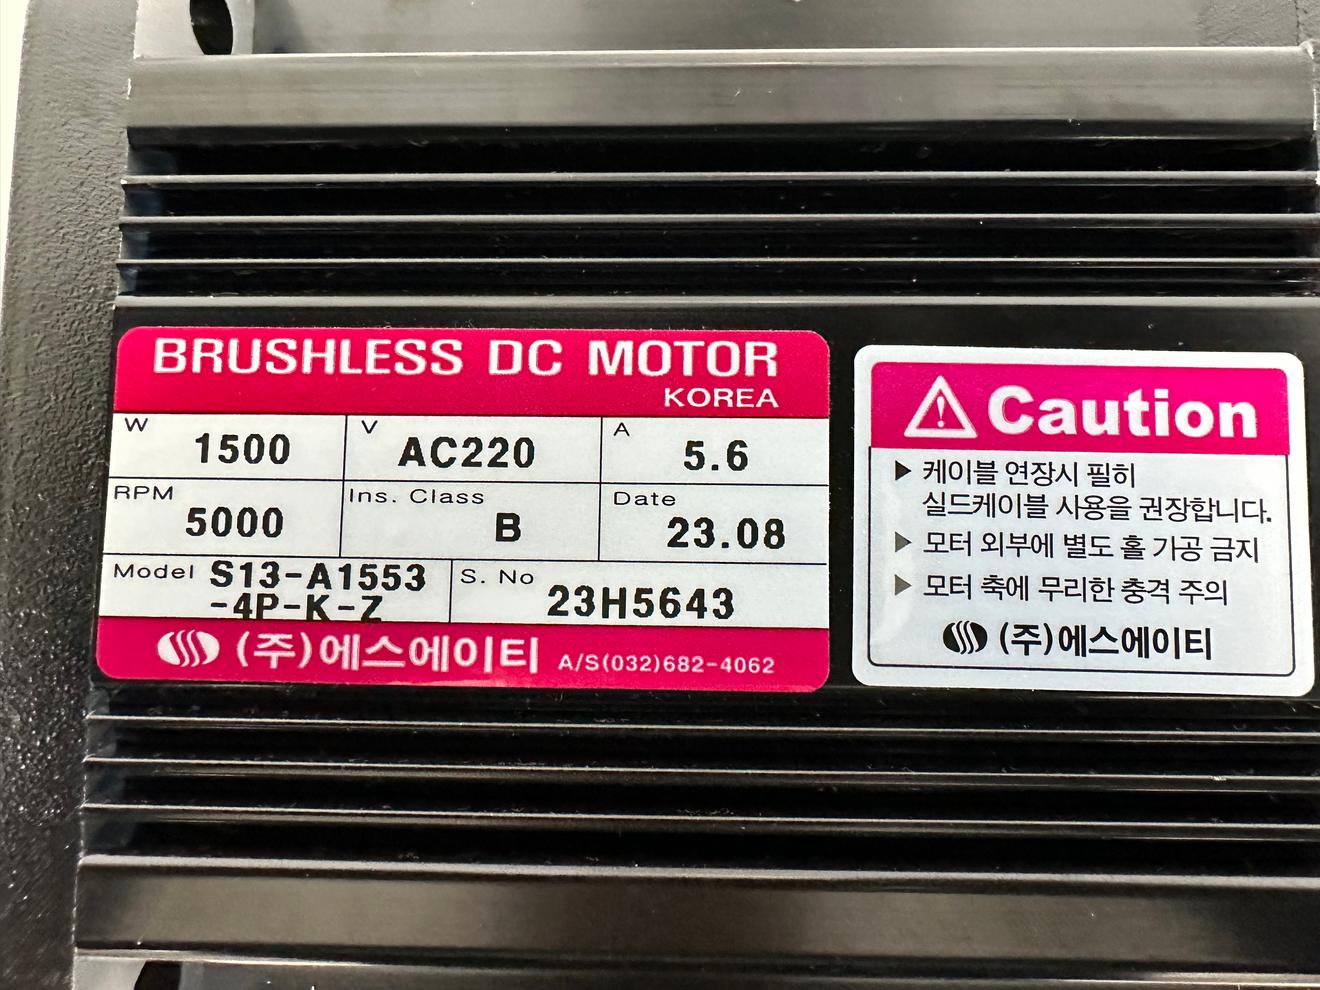 BRUSHLESS DC MOTOR
KOREA
W 1500 V AC220 A 5.6
RPM 5000 Ins. Class B Date 23.08
Model S13-A1553
-4P-K-Z
S. No 23H5643
(주)에스에이티 A/S(032)682-4062
Caution
▶ 케이블 연장시 필히
실드케이블 사용을 권장합니다.
▶ 모터 외부에 별도 홀 가공 금지
▶ 모터 축에 무리한 충격 주의
(주)에스에이티